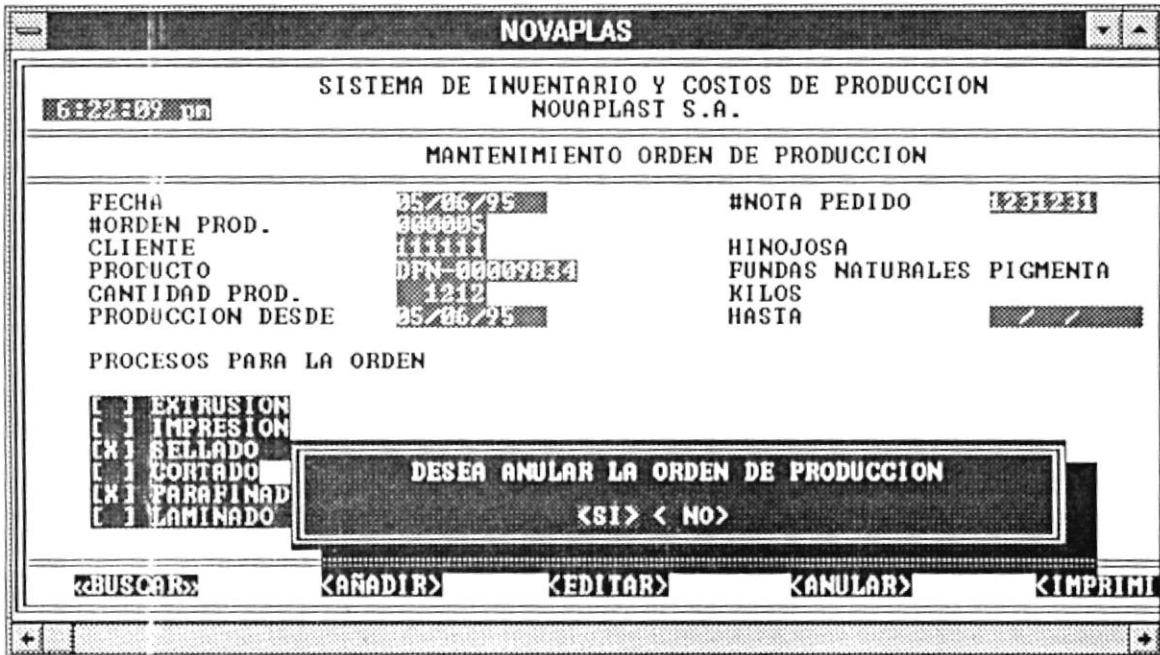 NOVAPLAS
SISTEMA DE INVENTARIO Y COSTOS DE PRODUCCION
6:22:09 pm NOVAPLAST S.A.
MANTENIMIENTO ORDEN DE PRODUCCION
FECHA 05/06/95 #NOTA PEDIDO 1231231
#ORDEN PROD. 000005
CLIENTE 111111 HINOJOSA
PRODUCTO DPN-00009834 FUNDAS NATURALES PIGMENTA
CANTIDAD PROD. 1212 KILOS
PRODUCCION DESDE 05/06/95 HASTA / /
PROCESOS PARA LA ORDEN
[ ] EXTRUSION
[ ] IMPRESION
[X] SELLADO
[ ] CORTADO
[X] PARAFINAD
[ ] LAMINADO
DESEA ANULAR LA ORDEN DE PRODUCCION
<SI> < NO>
«BUSCAR» <AÑADIR> <EDITAR> <ANULAR> <IMPRIMI